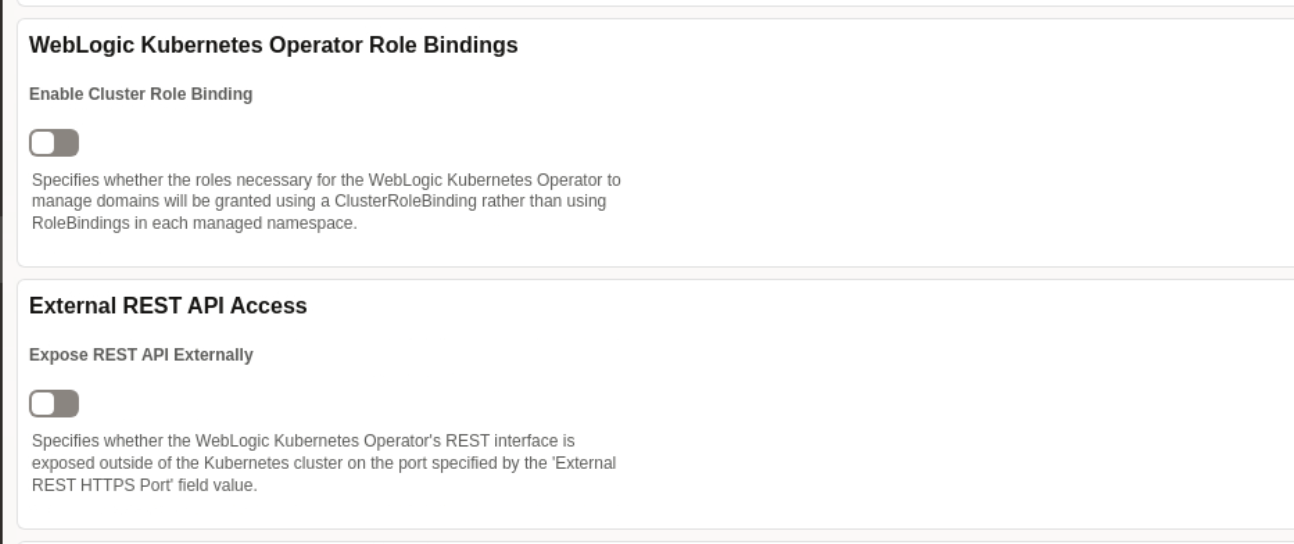 WebLogic Kubernetes Operator Role Bindings
Enable Cluster Role Binding
Specifies whether the roles necessary for the WebLogic Kubernetes Operator to
manage domains will be granted using a ClusterRoleBinding rather than using
RoleBindings in each managed namespace.
External REST API Access
Expose REST API Externally
Specifies whether the WebLogic Kubernetes Operator's REST interface is
exposed outside of the Kubernetes cluster on the port specified by the 'External
REST HTTPS Port' field value.